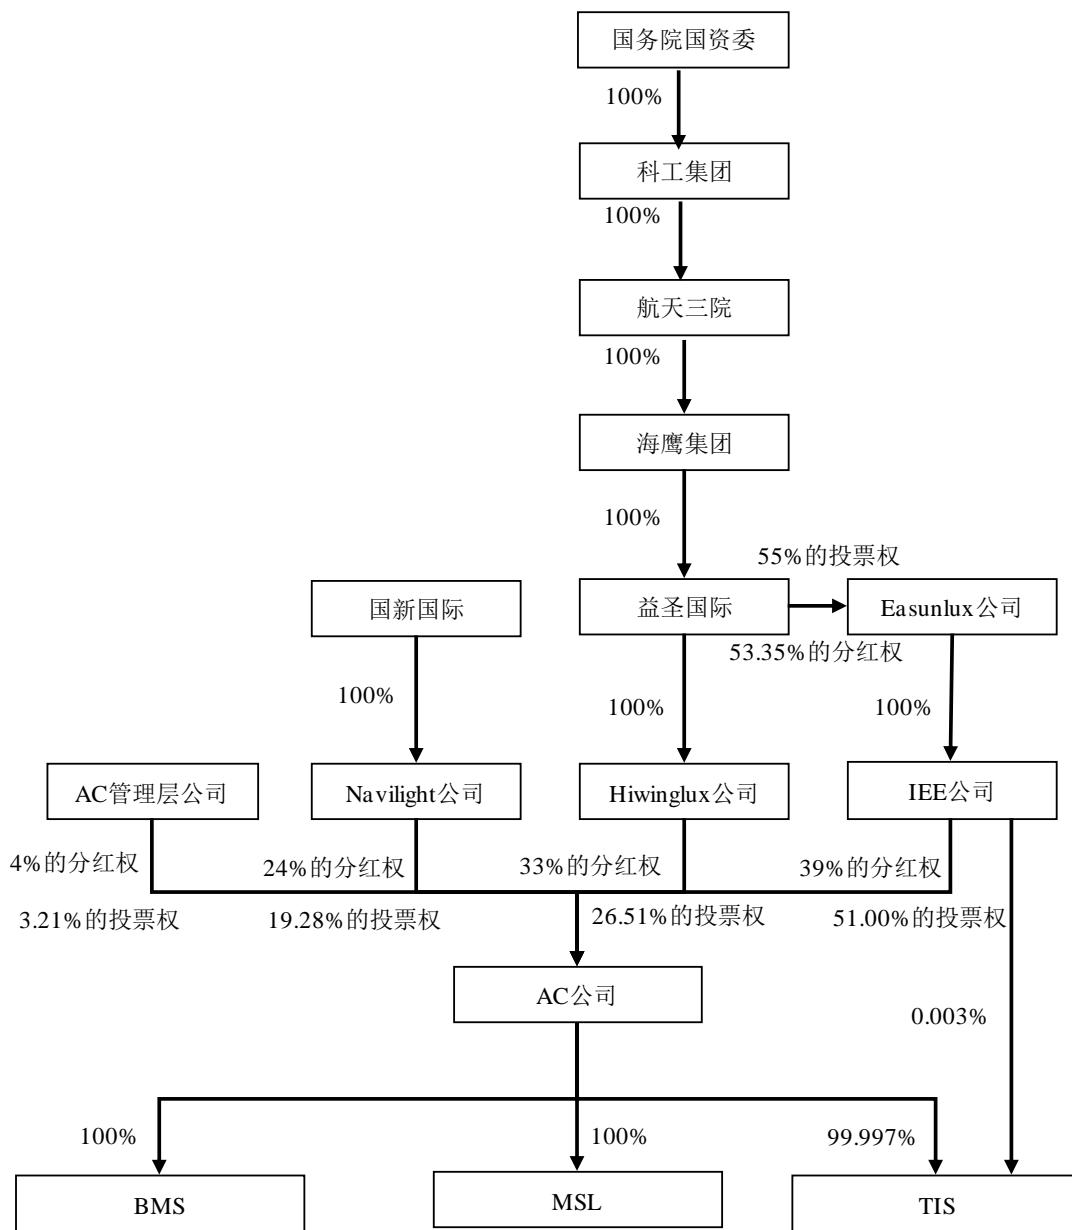 国务院国资委
100%
科工集团
100%
航天三院
100%
海鹰集团
100%
55%的投票权
国新国际
益圣国际
Easunlux公司
53.35%的分红权
100%
100%
100%
AC管理层公司
Navilight公司
Hiwinglux公司
IEE公司
4%的分红权
24%的分红权
33%的分红权
39%的分红权
3.21%的投票权
19.28%的投票权
26.51%的投票权
51.00%的投票权
AC公司
0.003%
100%
100%
99.997%
BMS
MSL
TIS